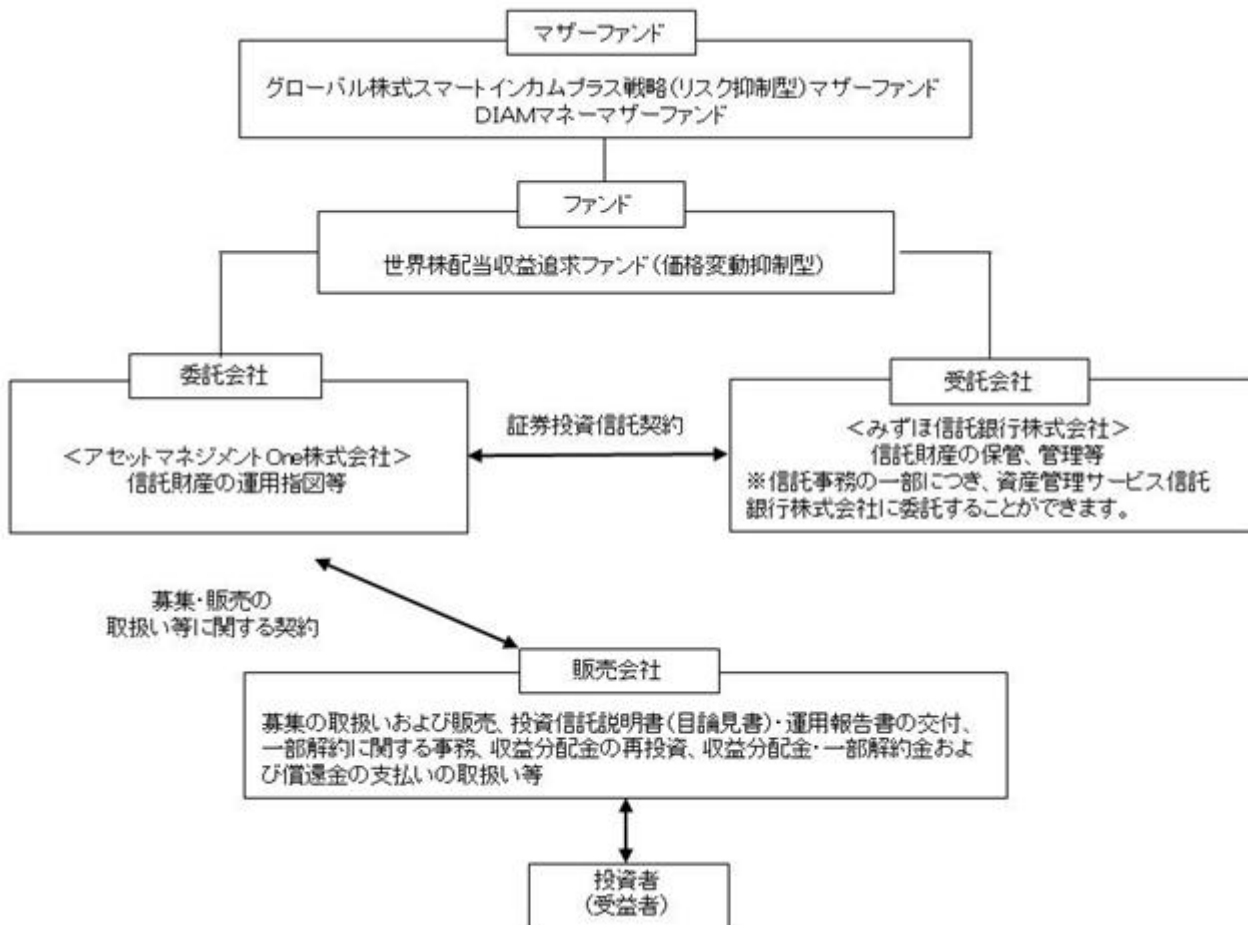 マザーファンド
グローバル株式スマートインカムプラス戦略(リスク抑制型)マザーファンド
DIAMマネーマザーファンド
ファンド
世界株配当収益追求ファンド(価格変動抑制型)
委託会社
<アセットマネジメントOne株式会社>
信託財産の運用指図等
証券投資信託契約
受託会社
<みずほ信託銀行株式会社>
信託財産の保管、管理等
※信託事務の一部につき、資産管理サービス信託
銀行株式会社に委託することができます。
募集・販売の
取扱い等に関する契約
販売会社
募集の取扱いおよび販売、投資信託説明書(目論見書)・運用報告書の交付、
一部解約に関する事務、収益分配金の再投資、収益分配金・一部解約金およ
び償還金の支払いの取扱い等
投資者
(受益者)